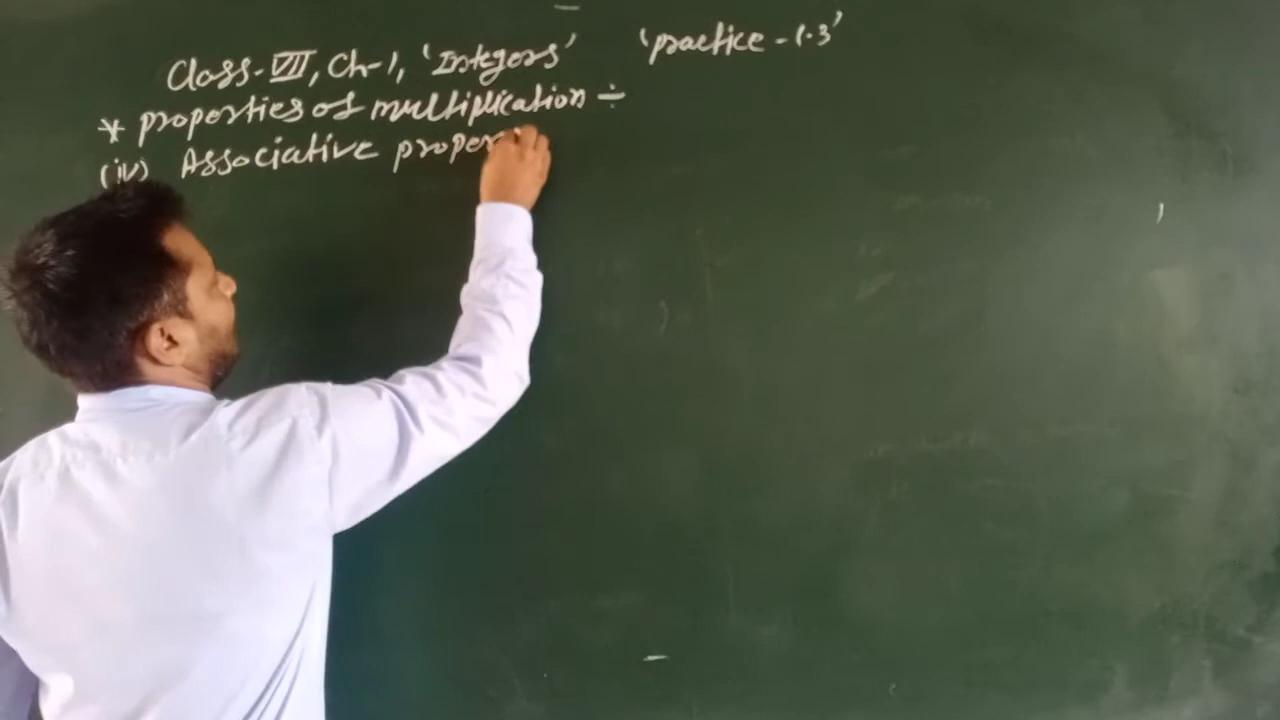 Class-VII, Ch-1, 'Integers' 'practice-1.3'
* properties of multiplication ÷
(iv) Associative proper